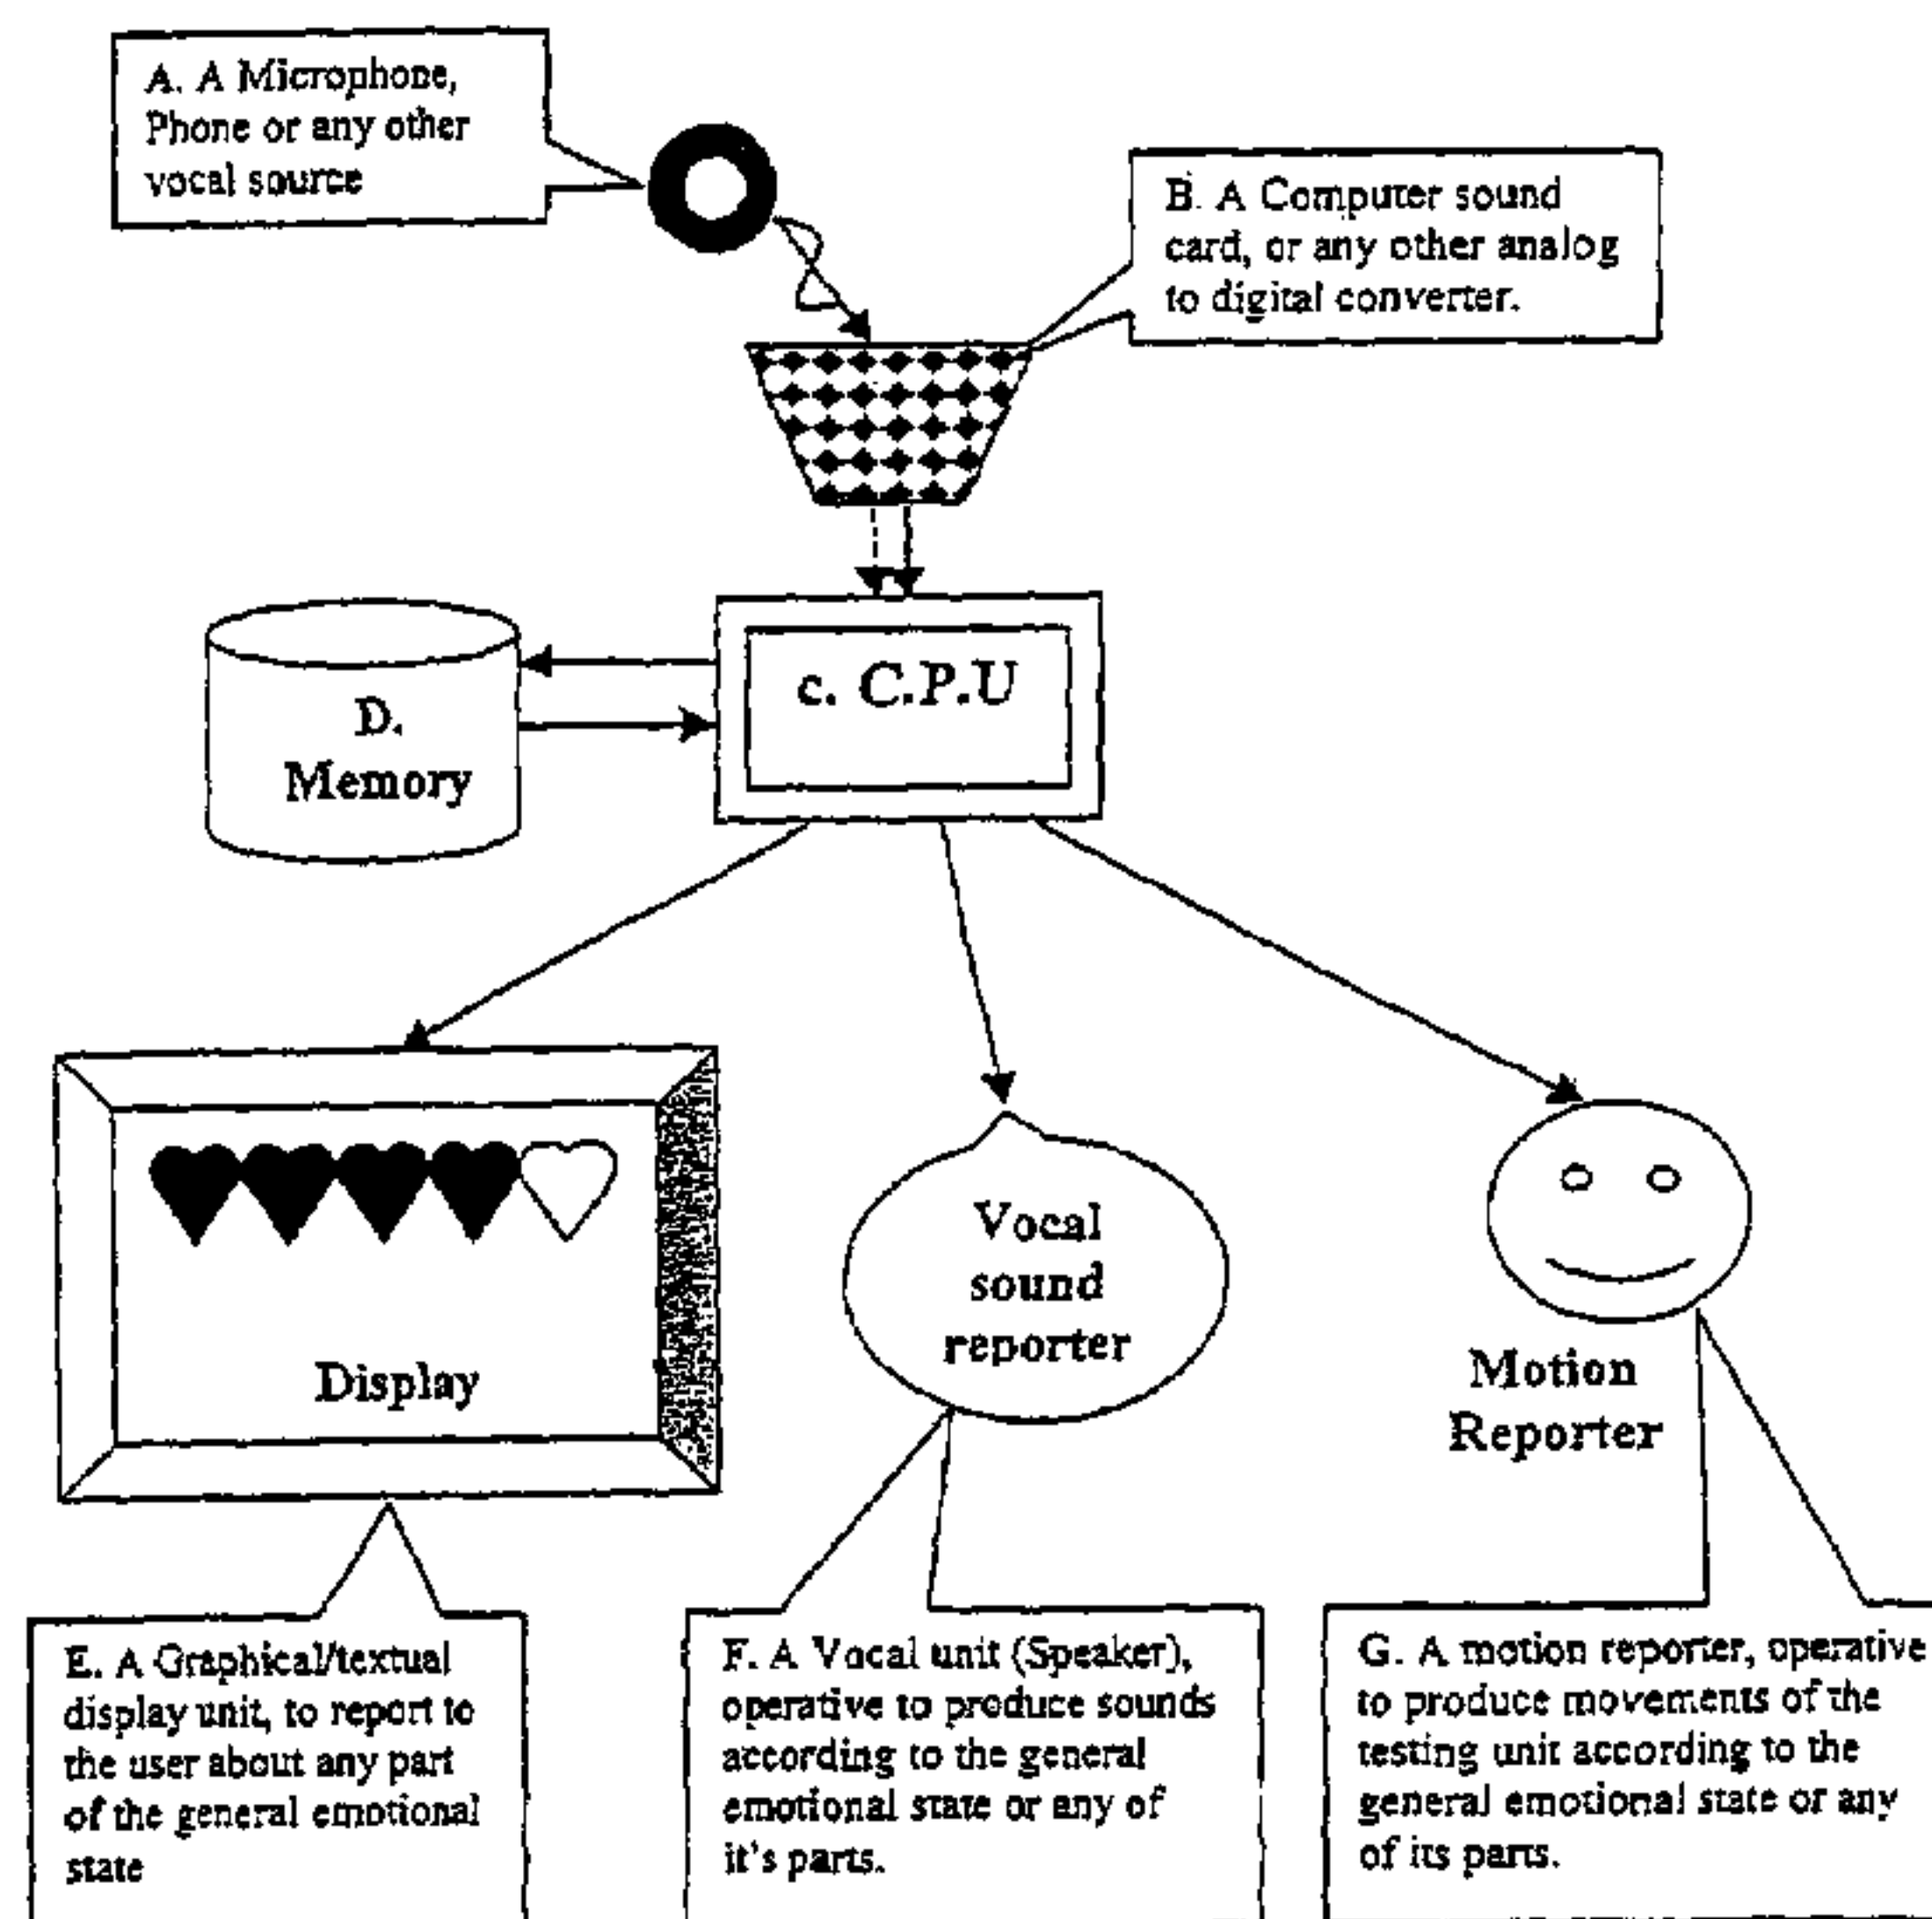 A. A Microphone,
Phone or any other
vocal source
B. A Computer sound
card, or any other analog
to digital converter.
c. C.P.U
D.
Memory
Display
Vocal
sound
reporter
Motion
Reporter
E. A Graphical/textual
display unit, to report to
the user about any part
of the general emotional
state
F. A Vocal unit (Speaker),
operative to produce sounds
according to the general
emotional state or any of
it's parts.
G. A motion reporter, operative
to produce movements of the
testing unit according to the
general emotional state or any
of its parts.